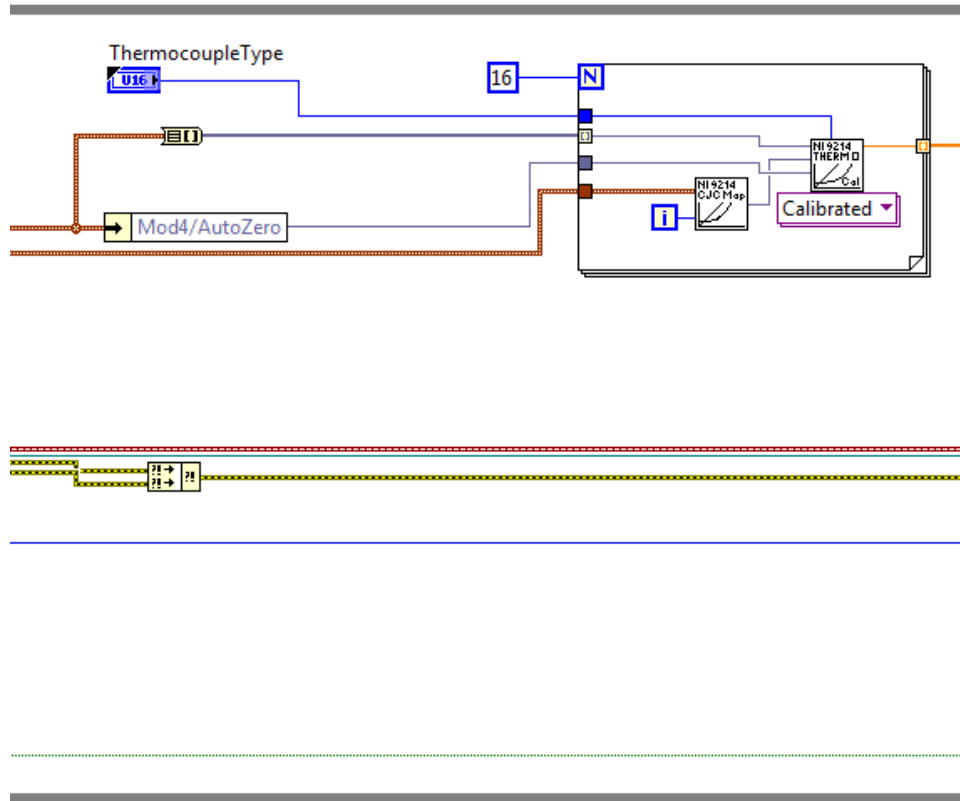 ThermocoupleType
U16
16
N
NI 9214
THERMO
Cal
NI 9214
CJC Map
i
Calibrated
Mod4/AutoZero
?!
?!
?!